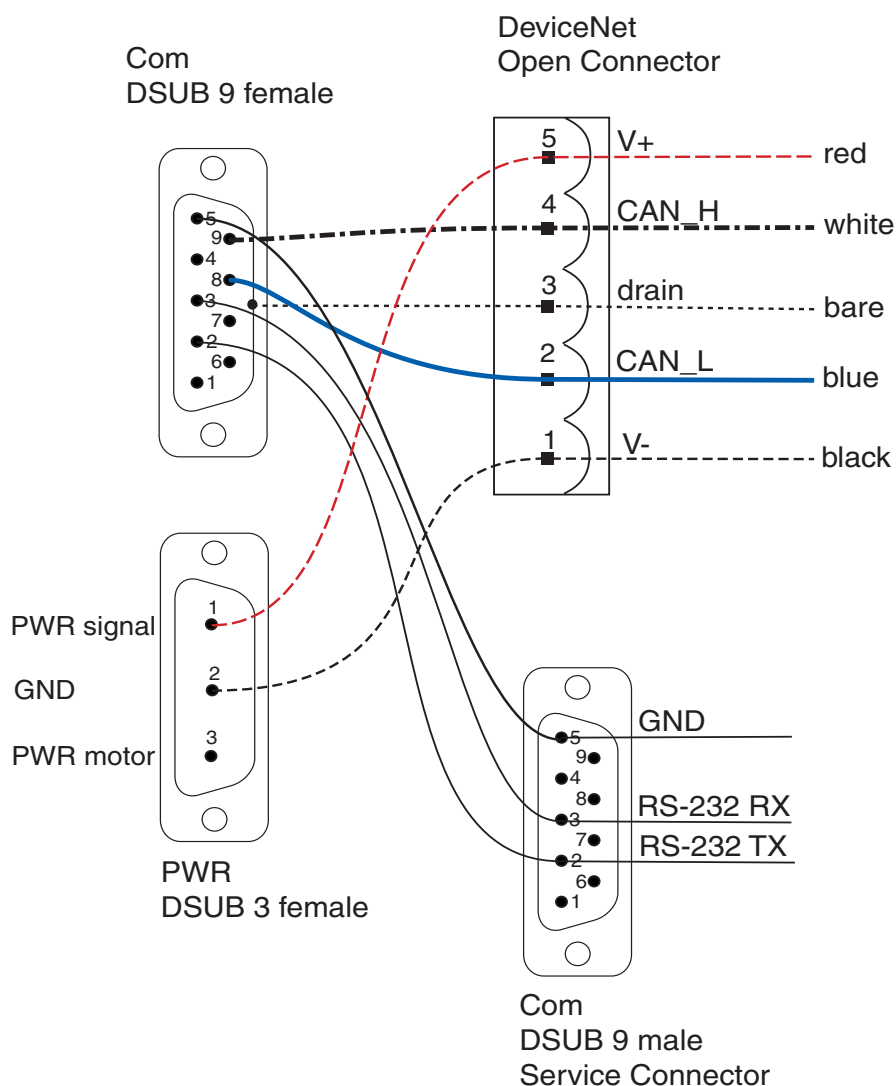 Com
DSUB 9 female
5
9
4
8
3
7
2
6
1
DeviceNet
Open Connector
5 V+ red
4 CAN_H white
3 drain bare
2 CAN_L blue
1 V- black
PWR signal 1
GND 2
PWR motor 3
PWR
DSUB 3 female
5 GND
9
4
8
3 RS-232 RX
7
2 RS-232 TX
6
1
Com
DSUB 9 male
Service Connector